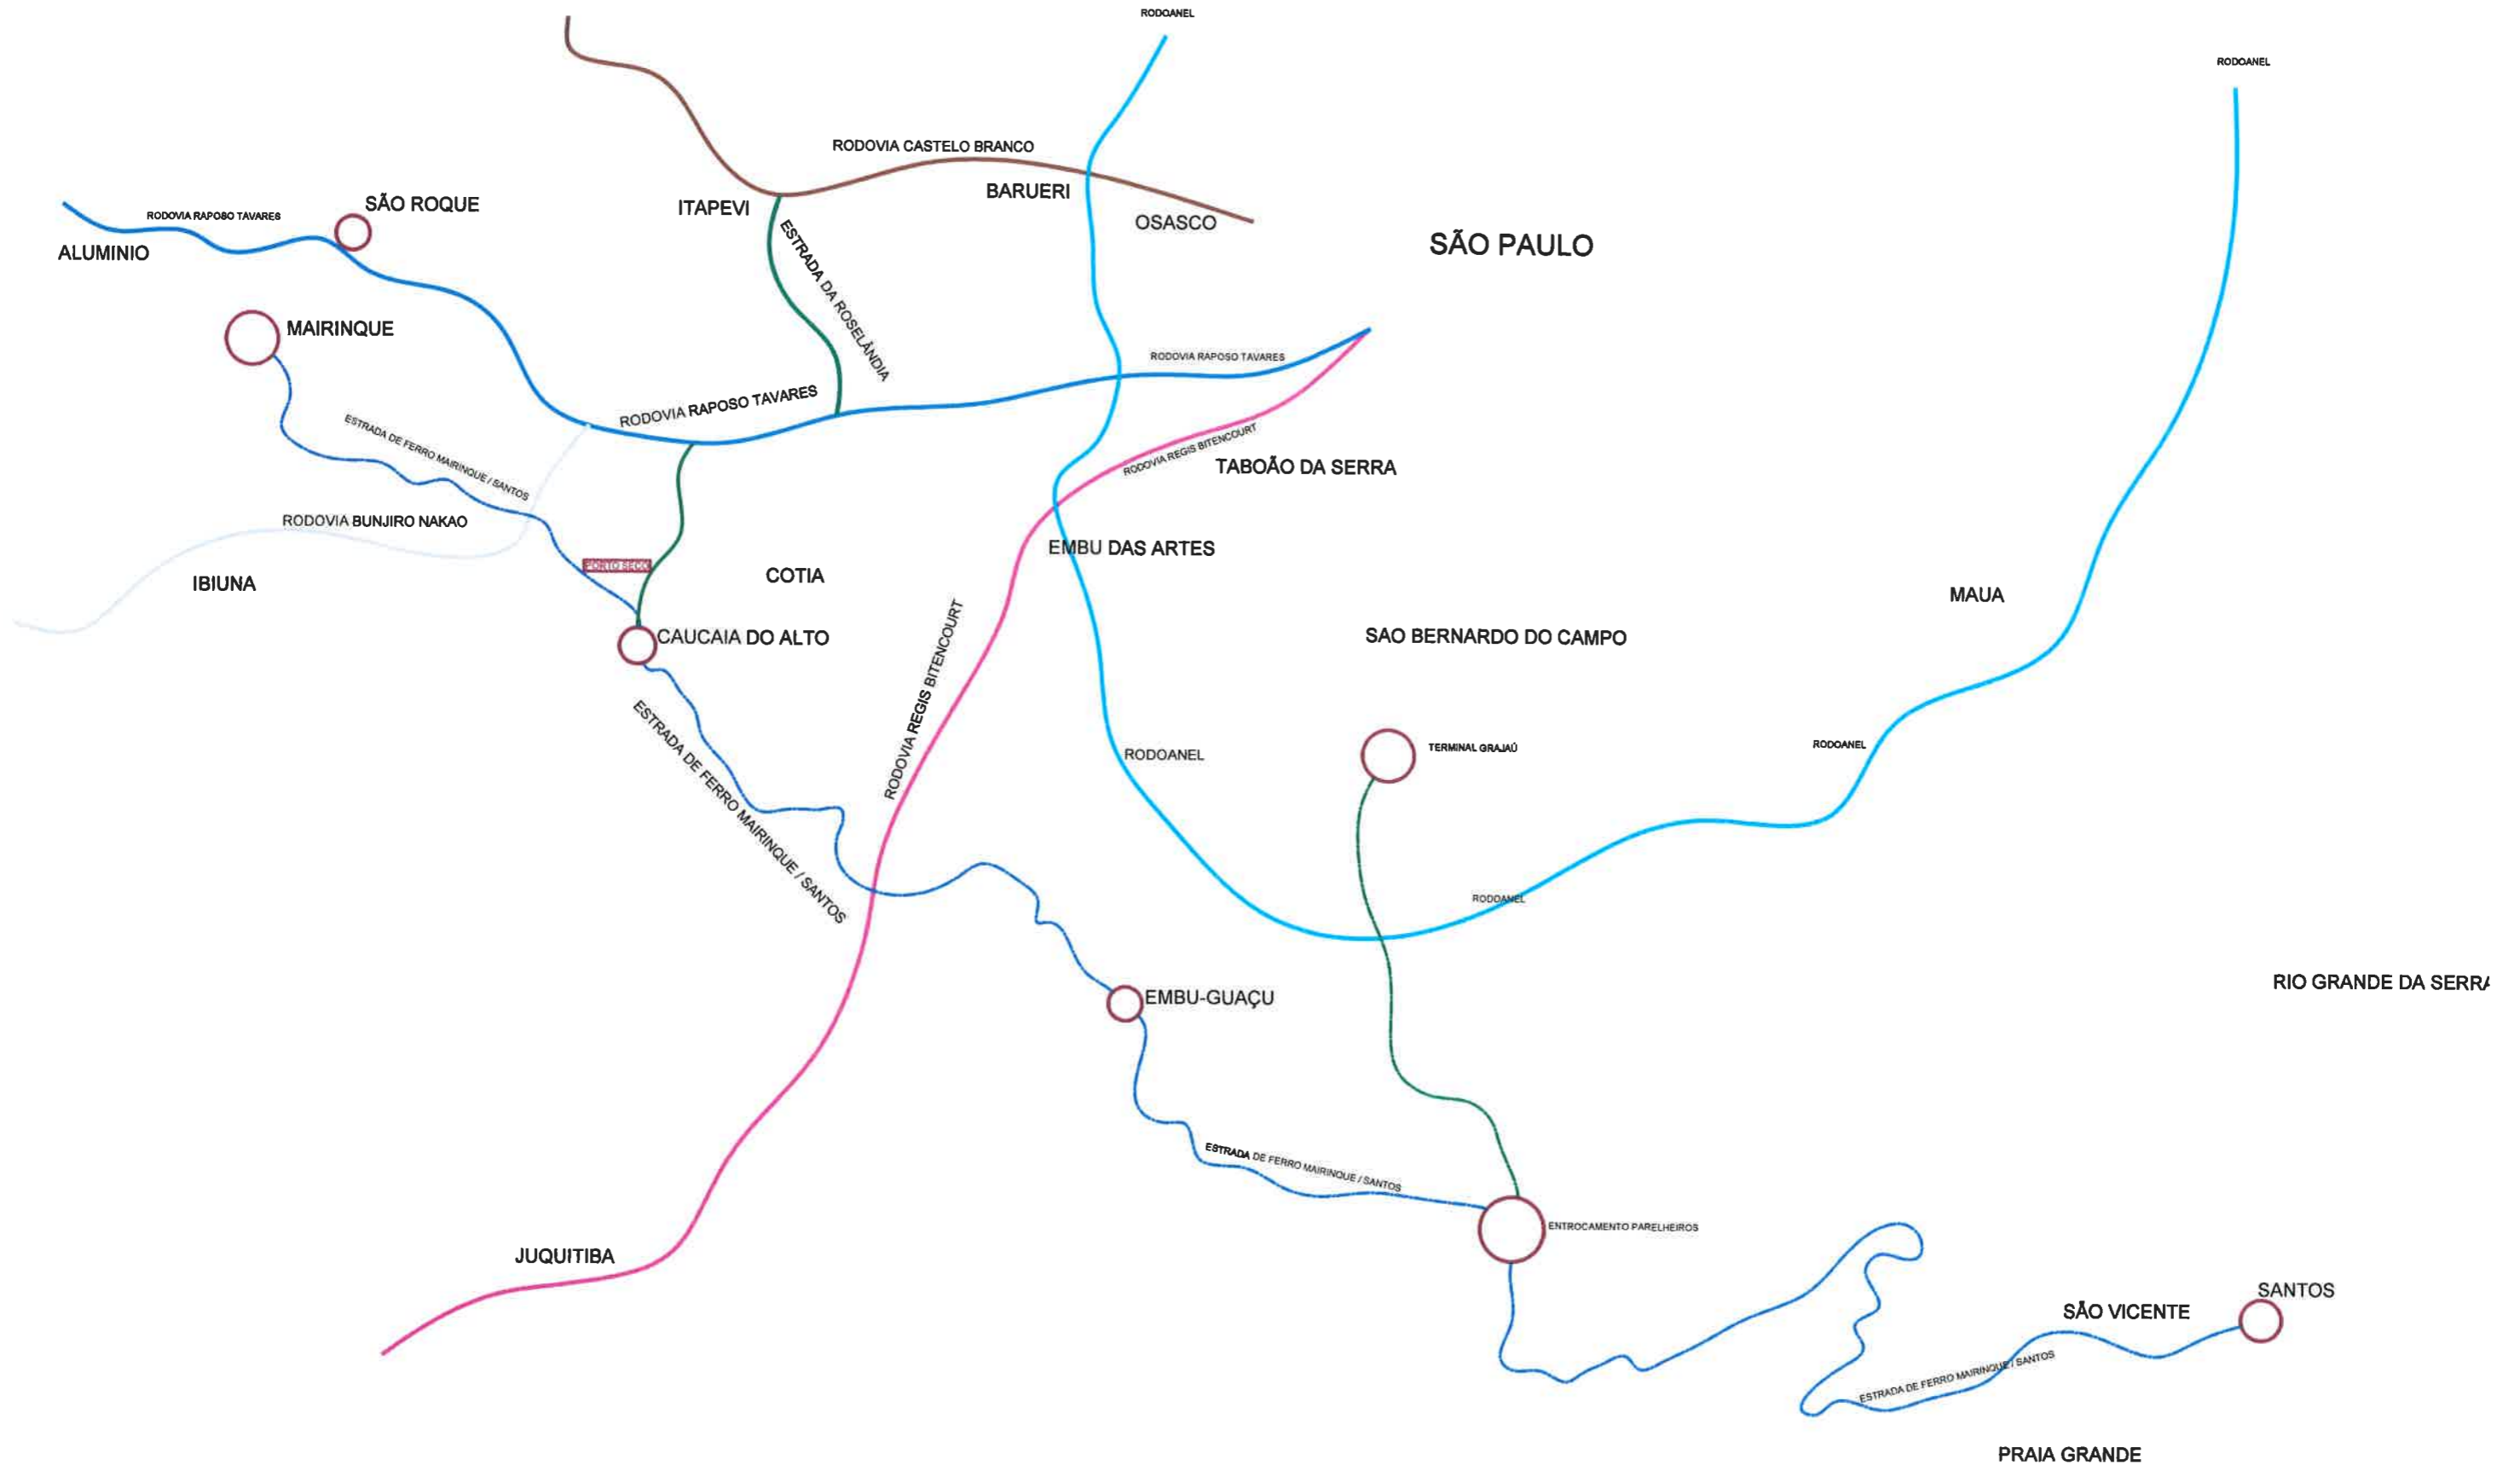 RODOANEL
RODOANEL
RODOVIA CASTELO BRANCO
BARUERI
SÃO ROQUE
ITAPEVI
RODOVIA RAPOSO TAVARES
OSASCO
ALUMINIO
SÃO PAULO
ESTRADA DA ROSELÂNDIA
MAIRINQUE
RODOVIA RAPOSO TAVARES
RODOVIA RAPOSO TAVARES
ESTRADA DE FERRO MAIRINQUE / SANTOS
RODOVIA REGIS BITENCOURT
TABOÃO DA SERRA
RODOVIA BUNJIRO NAKAO
EMBU DAS ARTES
PORTO SECO
COTIA
IBIUNA
MAUA
CAUCAIA DO ALTO
SAO BERNARDO DO CAMPO
RODOVIA REGIS BITENCOURT
RODOANEL
TERMINAL GRAJAÚ
RODOANEL
ESTRADA DE FERRO MAIRINQUE / SANTOS
RODOANEL
RIO GRANDE DA SERRA
EMBU-GUAÇU
ESTRADA DE FERRO MAIRINQUE / SANTOS
ENTROCAMENTO PARELHEIROS
JUQUITIBA
SANTOS
SÃO VICENTE
ESTRADA DE FERRO MAIRINQUE / SANTOS
PRAIA GRANDE